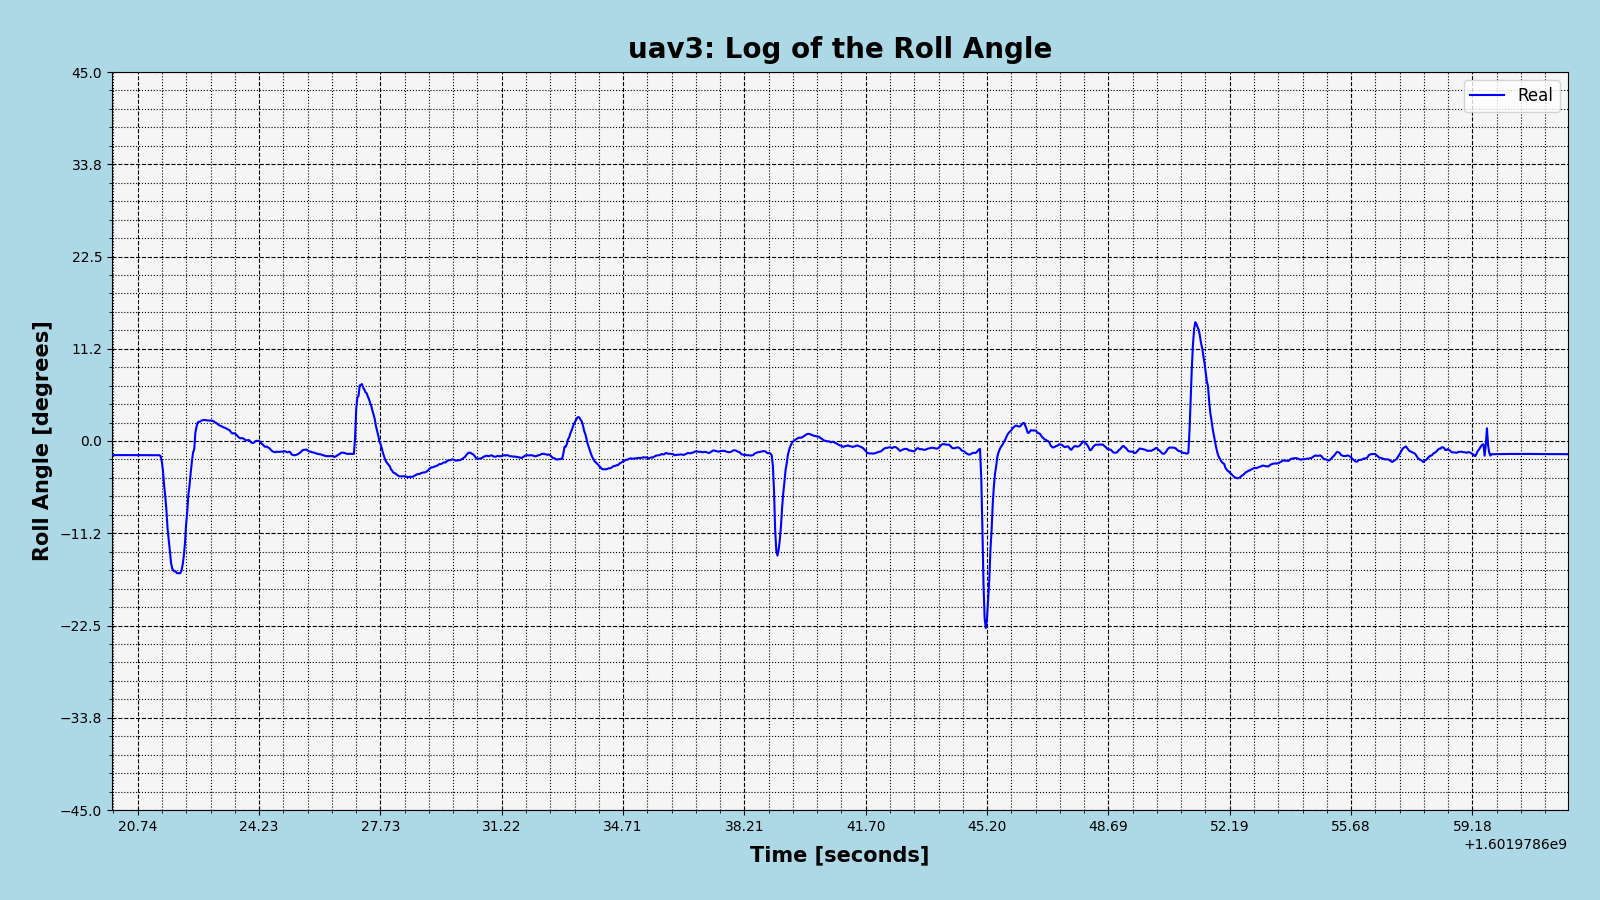 uav3: Log of the Roll Angle
Real
Roll Angle [degrees]
45.0
33.8
22.5
11.2
0.0
−11.2
−22.5
−33.8
−45.0
20.74 24.23 27.73 31.22 34.71 38.21 41.70 45.20 48.69 52.19 55.68 59.18
+1.6019786e9
Time [seconds]